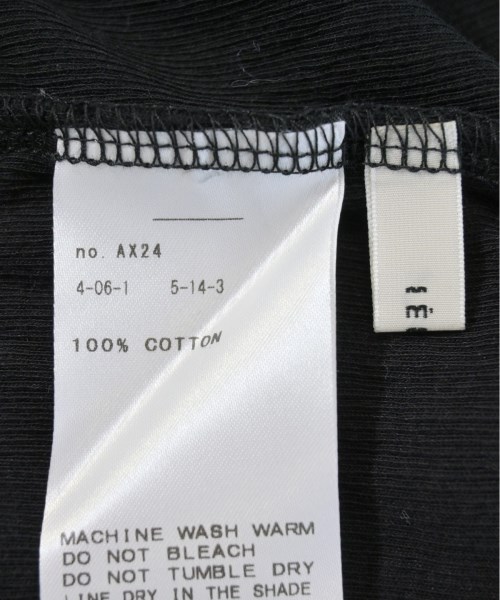 no. AX24
4-06-1 5-14-3
100% COTTON
MACHINE WASH WARM
DO NOT BLEACH
DO NOT TUMBLE DRY
LINE DRY IN THE SHADE